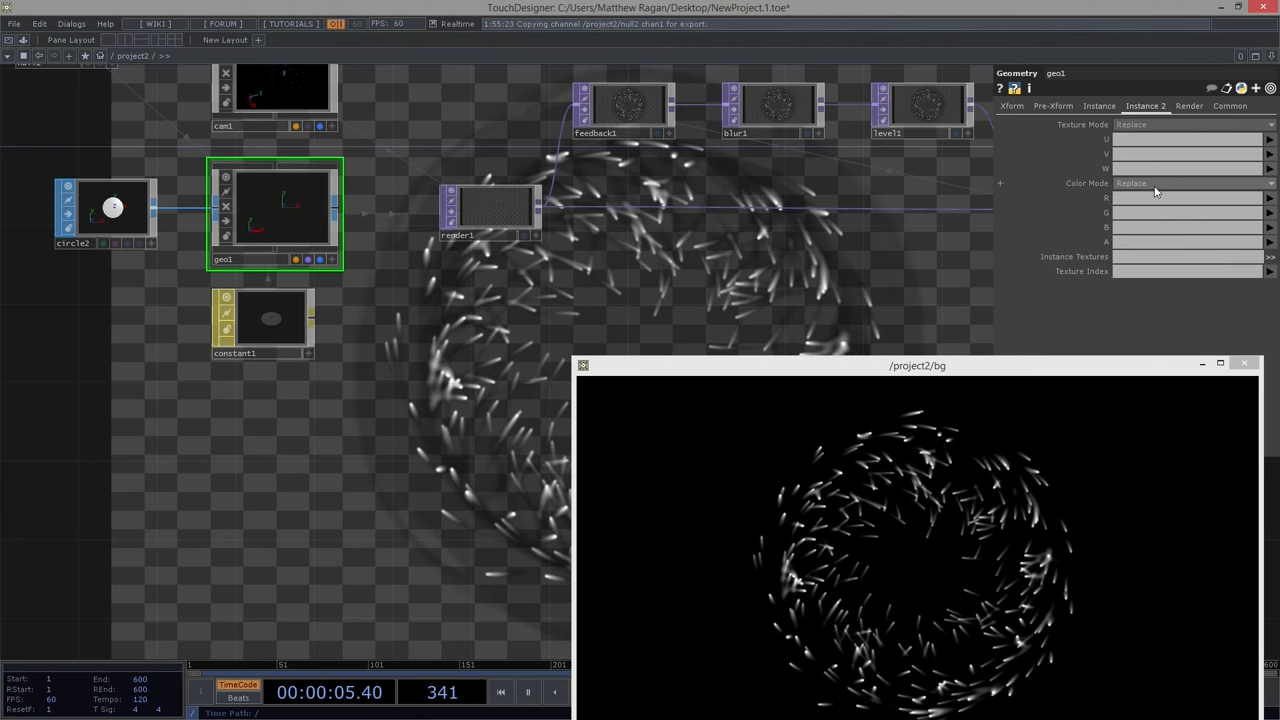 TouchDesigner: C:/Users/Matthew Ragan/Desktop/NewProject.1.toe*
File Edit Dialogs Help [ WIKI ] [ FORUM ] [ TUTORIALS ] O|I 60 FPS: 60 Realtime 1:55:23 Copying channel /project2/null2 chan1 for export.
Pane Layout New Layout +
/ project2 / >>
Geometry geo1
Xform Pre-Xform Instance Instance 2 Render Common
Texture Mode Replace
U
V
W
Color Mode Replace
R
G
B
A
Instance Textures >>
Texture Index
cam1
feedback1
blur1
level1
circle2
geo1
render1
constant1
/project2/bg
1 51 101 151 201 600
Start: 1 End: 600
RStart: 1 REnd: 600
FPS: 60 Tempo: 120
ResetF: 1 T Sig: 4 4
TimeCode
Beats
00:00:05.40
341
/ Time Path: /